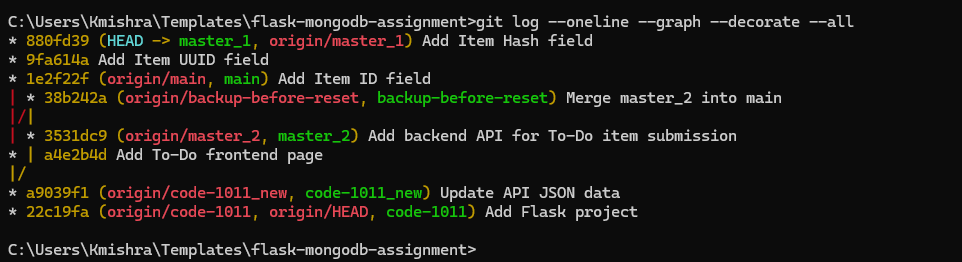 C:\Users\Kmishra\Templates\flask-mongodb-assignment>git log --oneline --graph --decorate --all
* 880fd39 (HEAD -> master_1, origin/master_1) Add Item Hash field
* 9fa614a Add Item UUID field
* 1e2f22f (origin/main, main) Add Item ID field
| * 38b242a (origin/backup-before-reset, backup-before-reset) Merge master_2 into main
|/|
| * 3531dc9 (origin/master_2, master_2) Add backend API for To-Do item submission
* | a4e2b4d Add To-Do frontend page
|/
* a9039f1 (origin/code-1011_new, code-1011_new) Update API JSON data
* 22c19fa (origin/code-1011, origin/HEAD, code-1011) Add Flask project
C:\Users\Kmishra\Templates\flask-mongodb-assignment>